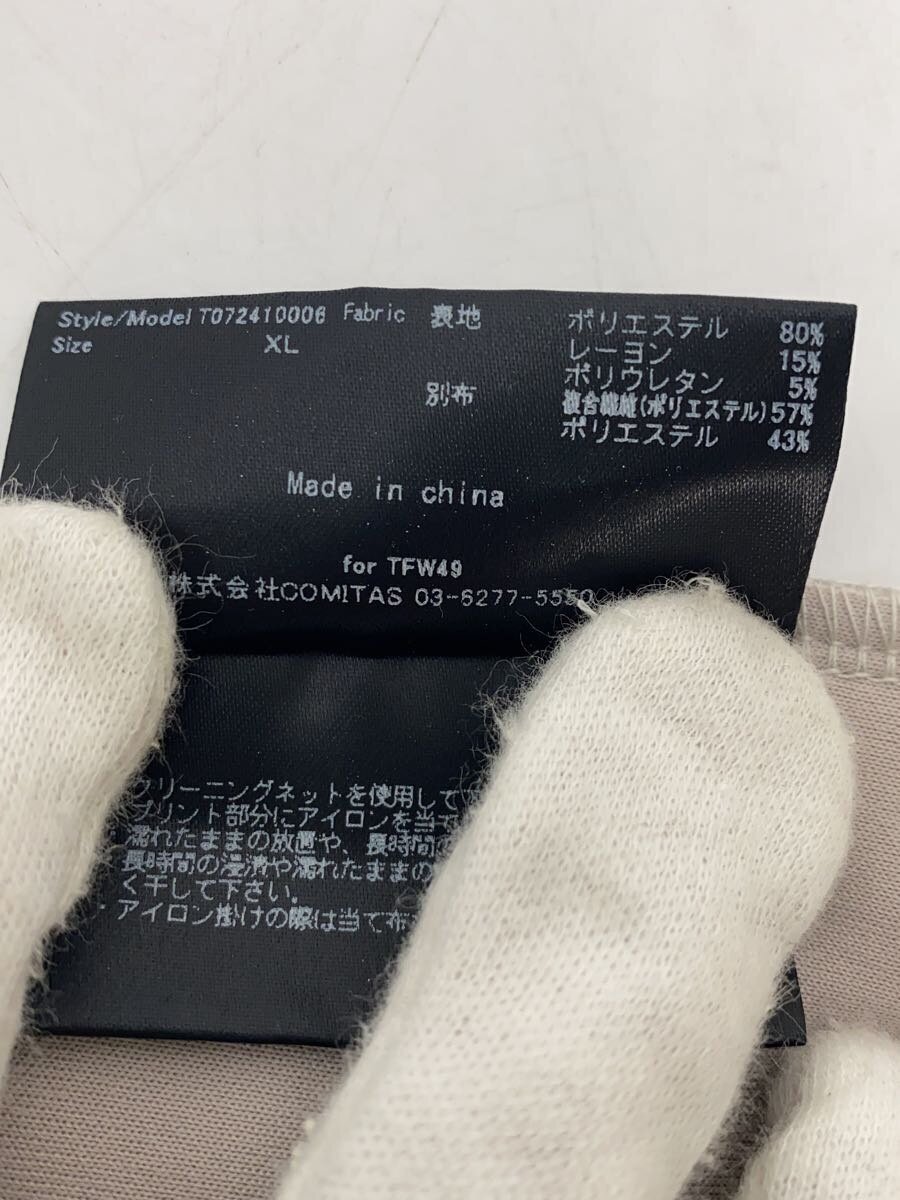 Style/Model T072410006 Fabric 表地 ポリエステル 80%
Size XL レーヨン 15%
ポリウレタン 5%
別布 複合繊維(ポリエステル)57%
ポリエステル 43%
Made in china
for TFW49
株式会社COMITAS 03-6277-5550
クリーニングネットを使用して
プリント部分にアイロンを当て
濡れたままの放置や、長時間の
長時間の浸漬や濡れたままの
く干して下さい.
・アイロン掛けの際は当て布